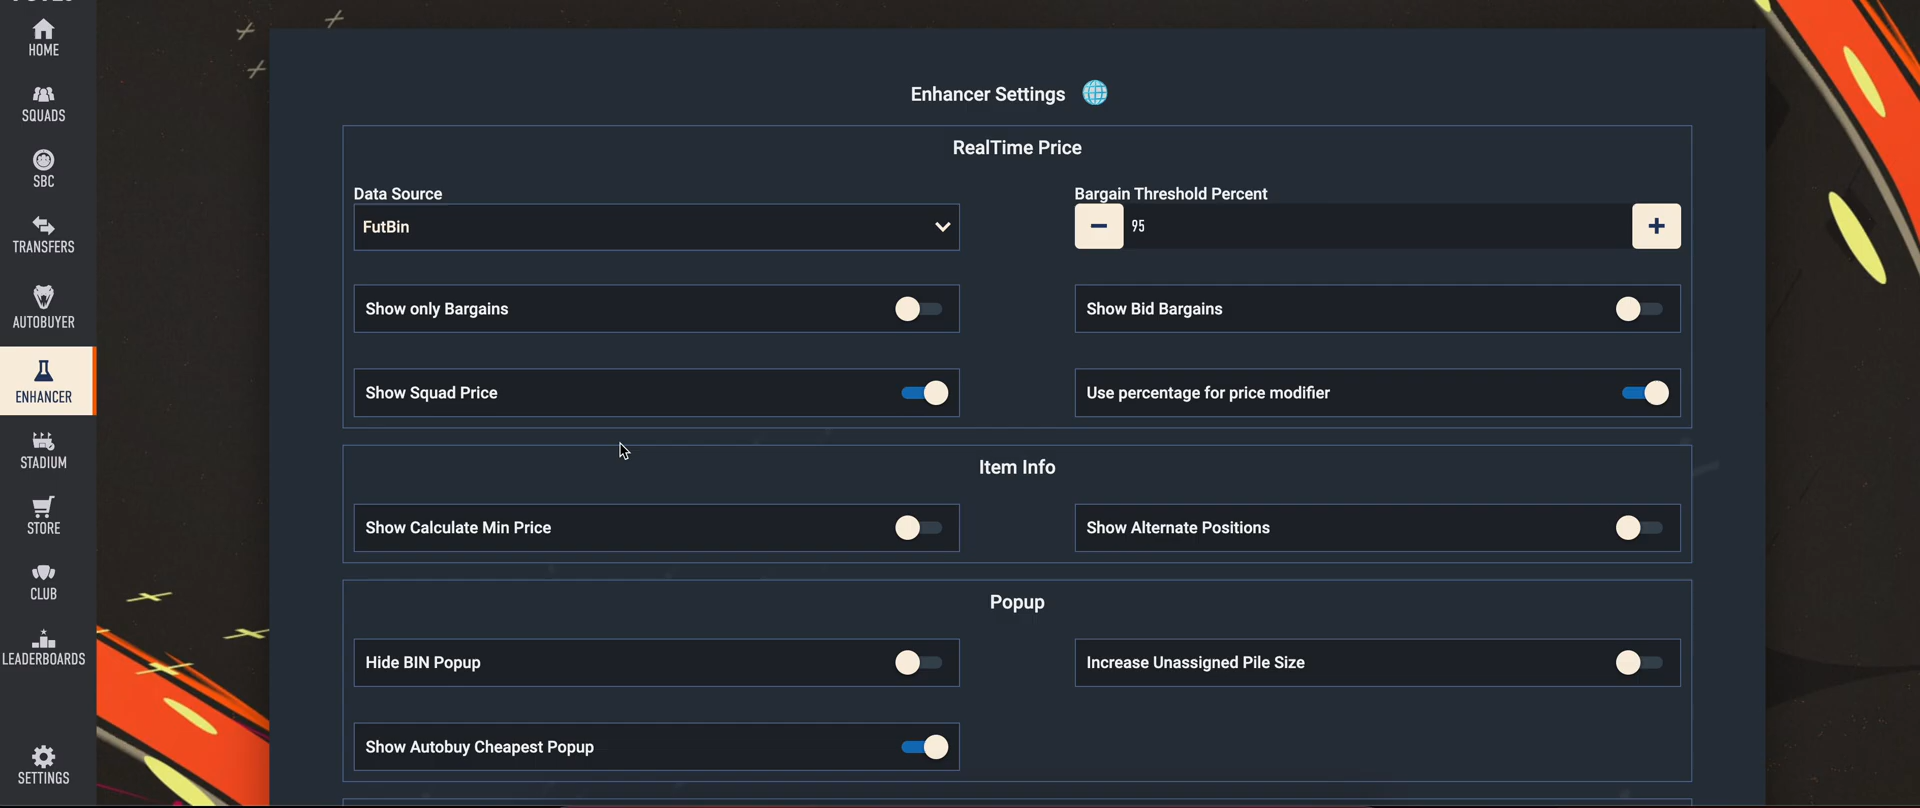 HOME
SQUADS
SBC
TRANSFERS
AUTOBUYER
ENHANCER
STADIUM
STORE
CLUB
LEADERBOARDS
SETTINGS
Enhancer Settings
RealTime Price
Data Source
FutBin
Bargain Threshold Percent
95
Show only Bargains
Show Bid Bargains
Show Squad Price
Use percentage for price modifier
Item Info
Show Calculate Min Price
Show Alternate Positions
Popup
Hide BIN Popup
Increase Unassigned Pile Size
Show Autobuy Cheapest Popup